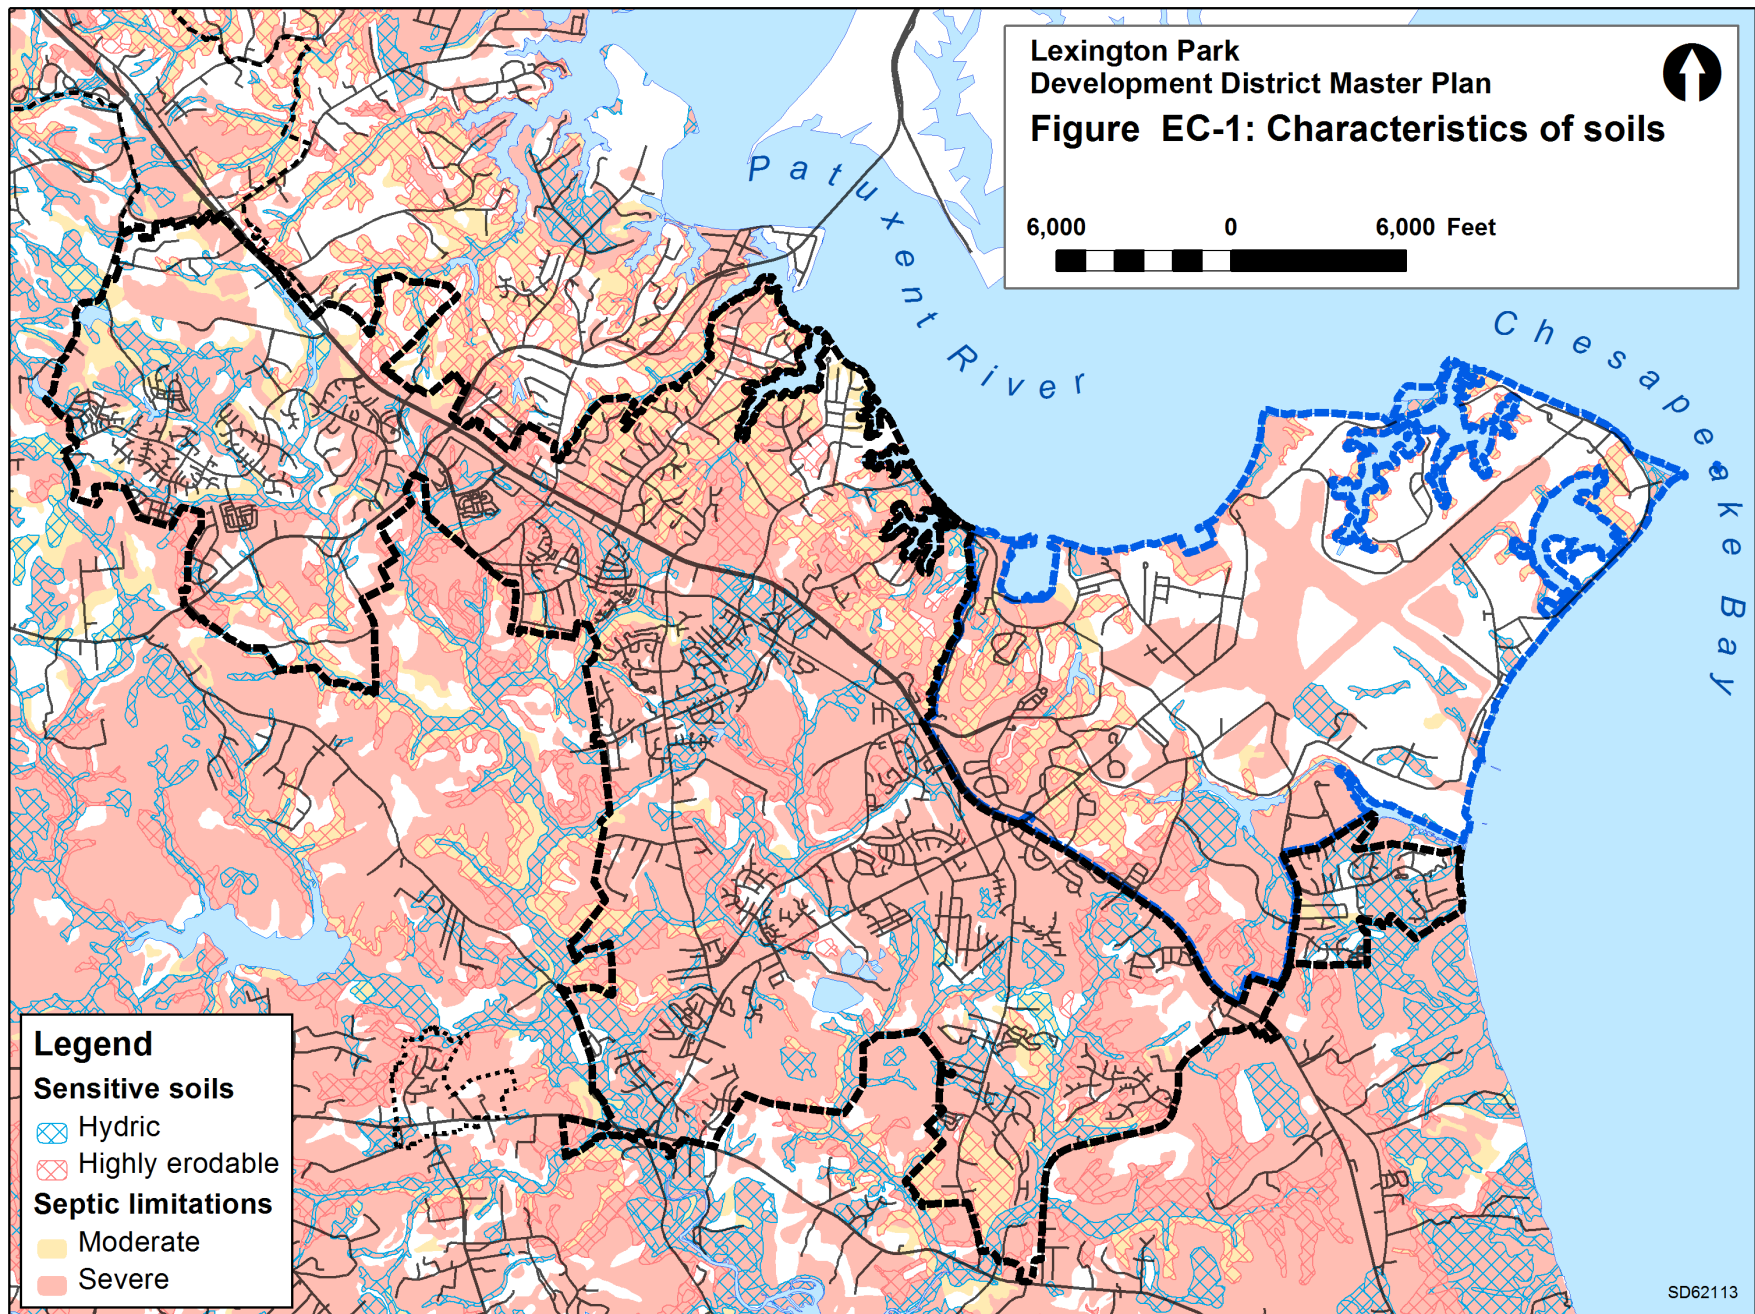 Lexington Park
Development District Master Plan
Figure EC-1: Characteristics of soils
6,000 0 6,000 Feet
Patuxent River
Chesapeake Bay
Legend
Sensitive soils
Hydric
Highly erodable
Septic limitations
Moderate
Severe
SD62113